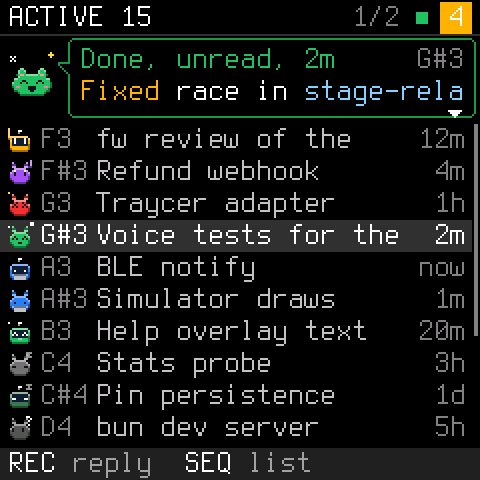 ACTIVE 15 1/2 4
Done, unread, 2m G#3
Fixed race in stage-rela
F3 fw review of the 12m
F#3 Refund webhook 4m
G3 Traycer adapter 1h
G#3 Voice tests for the 2m
A3 BLE notify now
A#3 Simulator draws 1m
B3 Help overlay text 20m
C4 Stats probe 3h
C#4 Pin persistence 1d
D4 bun dev server 5h
REC reply SEQ list